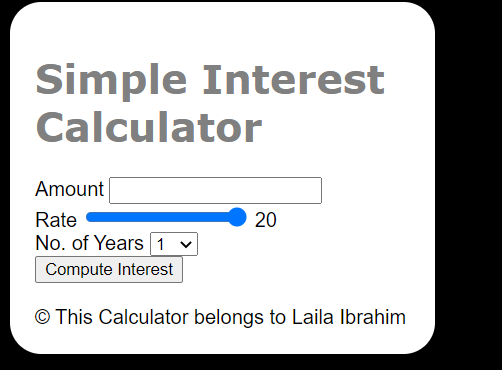 Simple Interest
Calculator
Amount
Rate 20
No. of Years 1
Compute Interest
© This Calculator belongs to Laila Ibrahim